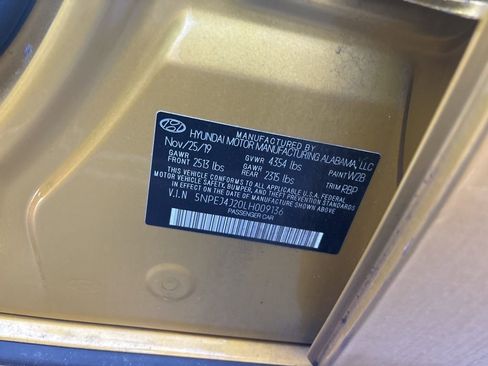 MANUFACTURED BY
HYUNDAI MOTOR MANUFACTURING ALABAMA, LLC
Nov/25/19 GVWR 4354 lbs PAINT W2B
GAWR FRONT 2513 lbs GAWR REAR 2315 lbs TRIM RBP
THIS VEHICLE CONFORMS TO ALL APPLICABLE U.S.A. FEDERAL
MOTOR VEHICLE SAFETY, BUMPER, AND THEFT PREVENTION STANDARDS
IN EFFECT ON THE DATE OF MANUFACTURE SHOWN ABOVE.
V.I.N 5NPEJ4J20LH009136
PASSENGER CAR